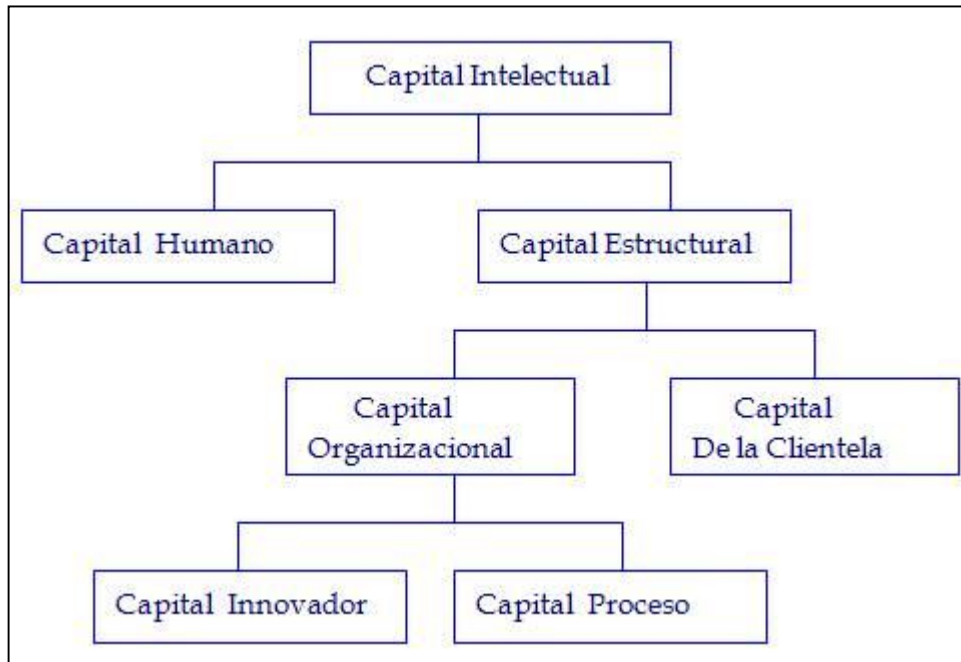 Capital Intelectual
Capital Humano
Capital Estructural
Capital
Organizacional
Capital
De la Clientela
Capital Innovador
Capital Proceso